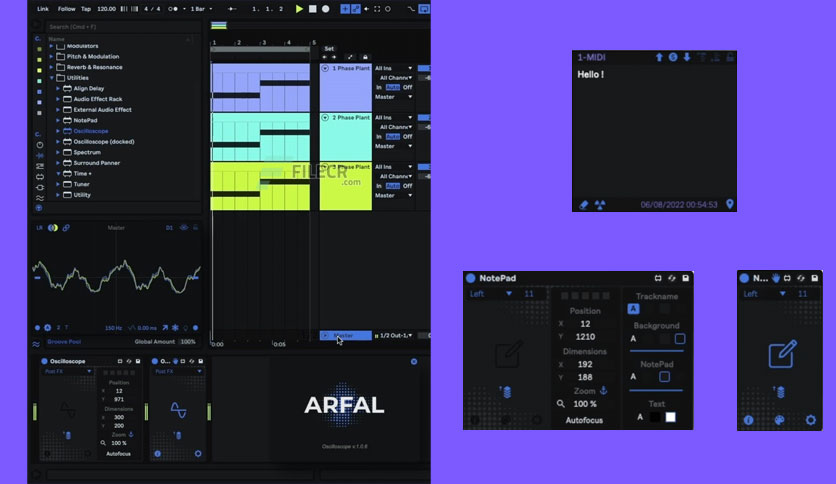 Link Follow Tap 120.00 4 / 4 1. 1. 2
Search (Cmd + F)
Name
Modulators
Pitch & Modulation
Reverb & Resonance
Utilities
Align Delay
Audio Effect Rack
External Audio Effect
NotePad
Oscilloscope
Oscilloscope (docked)
Spectrum
Surround Panner
Time +
Tuner
Utility
1 2 3 4 5
Set
1 Phase Plant
All Ins
All Channe
In Auto Off
Master
2 Phase Plant
All Ins
All Channe
In Auto Off
Master
Phase Plant
All Ins
All Channe
In Auto Off
Master
FILECR
.com
LR Master D1
150 Hz 0.00 ms
Groove Pool Global Amount 100%
Master 1/2 Out-1
0:00 0:05
Oscilloscope
Post FX
Position
X 12
Y 971
Dimensions
X 300
Y 200
Zoom
100 %
Autofocus
O...
Post FX
ARFAL
Oscilloscope v.1.0.8
1-MIDI
Hello !
06/08/2022 00:54:53
NotePad
Left 11
Position
X 12
Y 1210
Dimensions
X 192
Y 188
Zoom
100 %
Autofocus
Trackname
A
Background
A
NotePad
A
Text
A
N...
Left 11